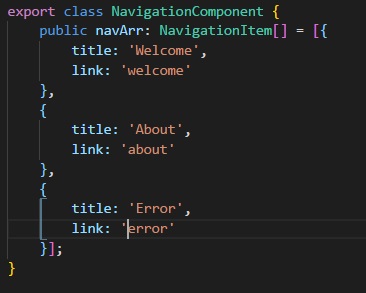 export class NavigationComponent {
    public navArr: NavigationItem[] = [{
        title: 'Welcome',
        link: 'welcome'
    },
    {
        title: 'About',
        link: 'about'
    },
    {
        title: 'Error',
        link: 'error'
    }];
}